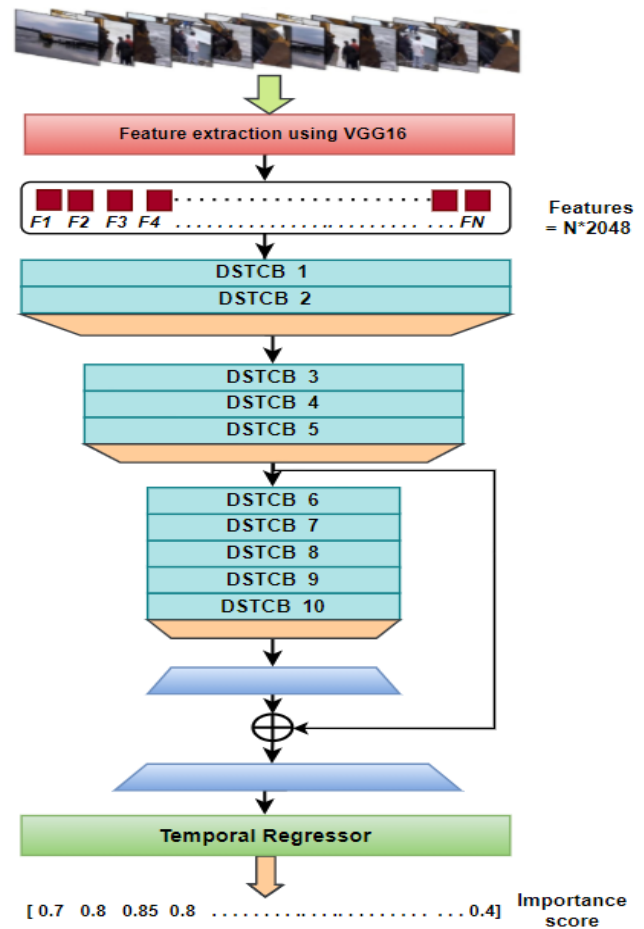 Feature extraction using VGG16
F1 F2 F3 F4 . . . . . . . . . . . . . . . . . . . . . . . . . . FN
Features
= N*2048
DSTCB 1
DSTCB 2
DSTCB 3
DSTCB 4
DSTCB 5
DSTCB 6
DSTCB 7
DSTCB 8
DSTCB 9
DSTCB 10
Temporal Regressor
[ 0.7 0.8 0.85 0.8 . . . . . . . . . . . . . . . . . . . . . . . . . . 0.4]
Importance
score